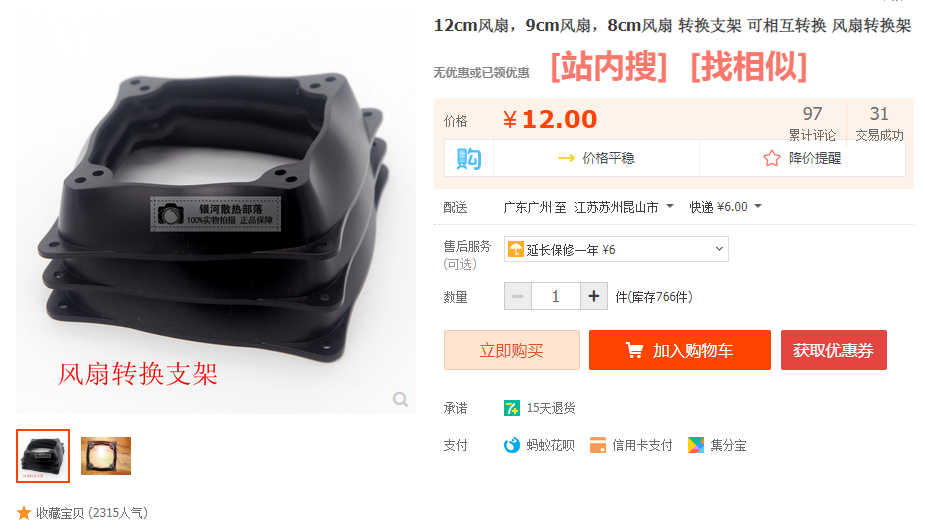 12cm风扇，9cm风扇，8cm风扇 转换支架 可相互转换 风扇转换架
无优惠或已领优惠 [站内搜] [找相似]
价格 ¥12.00
97 31
累计评论 交易成功
购 → 价格平稳 降价提醒
配送 广东广州 至 江苏苏州昆山市 快递 ¥6.00
售后服务 延长保修一年 ¥6
(可选)
数量 − 1 + 件(库存766件)
立即购买 加入购物车 获取优惠券
承诺 7+ 15天退货
支付 蚂蚁花呗 信用卡支付 集分宝
银河散热部落
100%实物拍摄 正品保障
风扇转换支架
收藏宝贝 (2315人气)